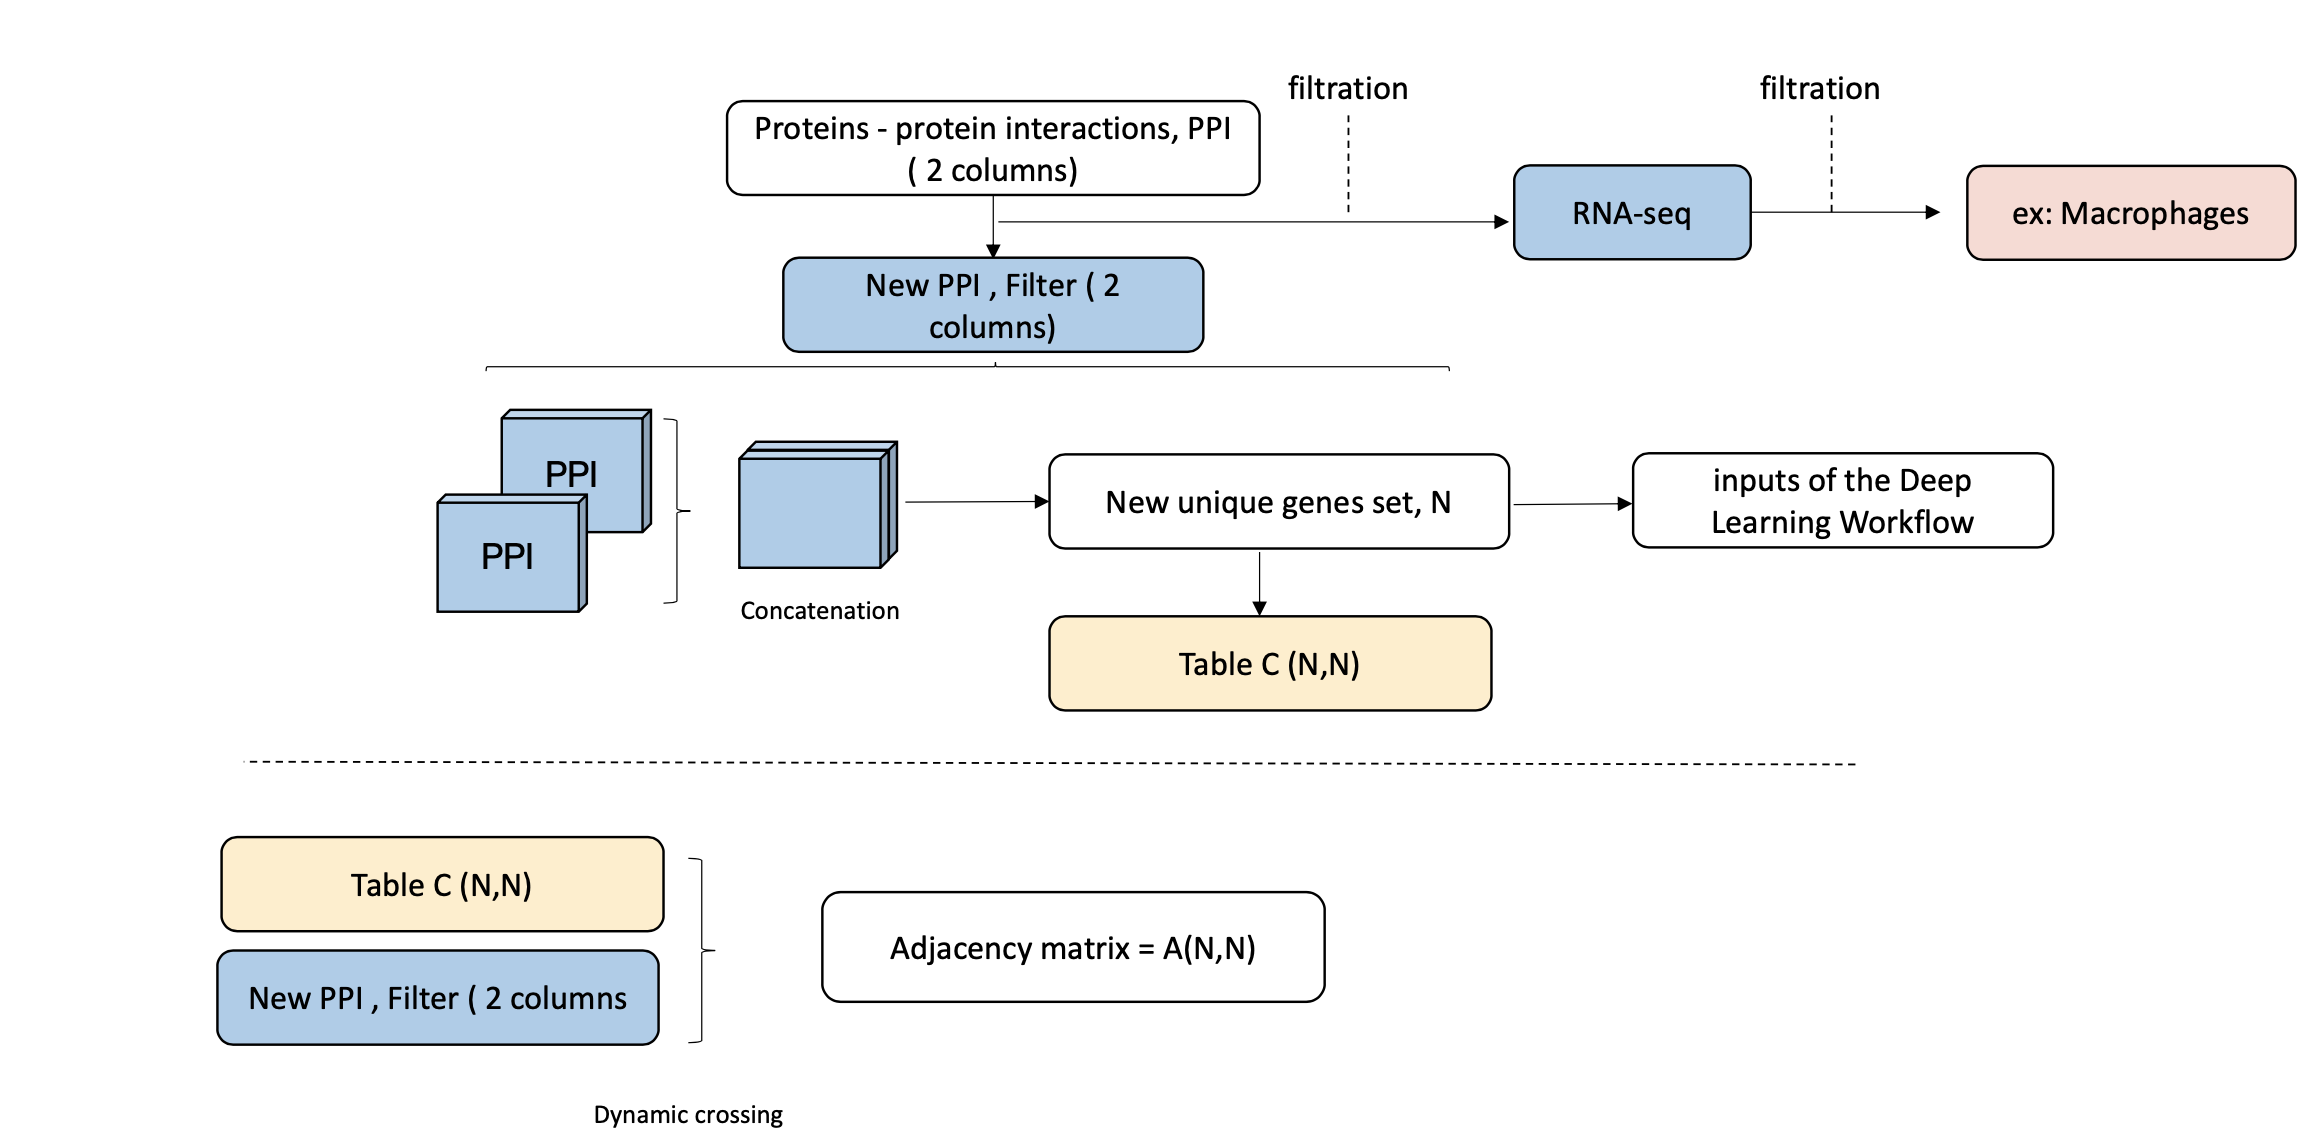 filtration
filtration
Proteins - protein interactions, PPI
( 2 columns)
RNA-seq
ex: Macrophages
New PPI , Filter ( 2
columns)
PPI
PPI
Concatenation
New unique genes set, N
inputs of the Deep
Learning Workflow
Table C (N,N)
Table C (N,N)
New PPI , Filter ( 2 columns
Adjacency matrix = A(N,N)
Dynamic crossing